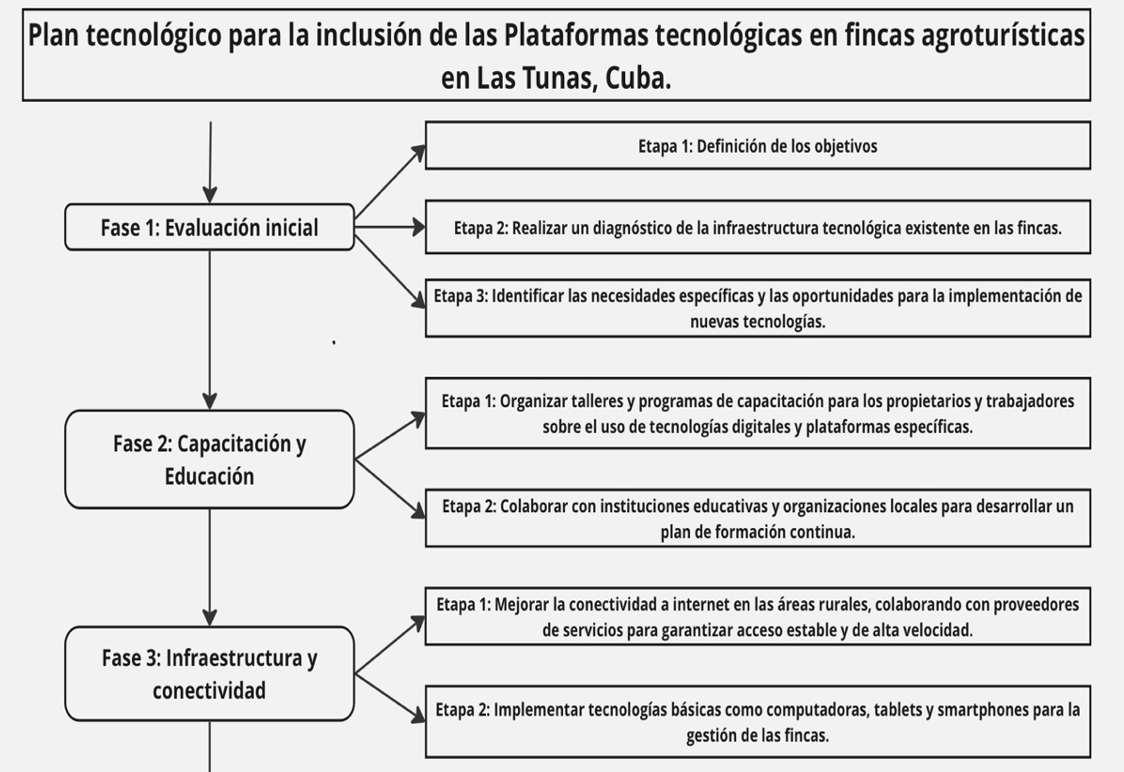 Plan tecnológico para la inclusión de las Plataformas tecnológicas en fincas agroturísticas
en Las Tunas, Cuba.
Fase 1: Evaluación inicial
Etapa 1: Definición de los objetivos
Etapa 2: Realizar un diagnóstico de la infraestructura tecnológica existente en las fincas.
Etapa 3: Identificar las necesidades específicas y las oportunidades para la implementación de
nuevas tecnologías.
Fase 2: Capacitación y
Educación
Etapa 1: Organizar talleres y programas de capacitación para los propietarios y trabajadores
sobre el uso de tecnologías digitales y plataformas específicas.
Etapa 2: Colaborar con instituciones educativas y organizaciones locales para desarrollar un
plan de formación continua.
Fase 3: Infraestructura y
conectividad
Etapa 1: Mejorar la conectividad a internet en las áreas rurales, colaborando con proveedores
de servicios para garantizar acceso estable y de alta velocidad.
Etapa 2: Implementar tecnologías básicas como computadoras, tablets y smartphones para la
gestión de las fincas.